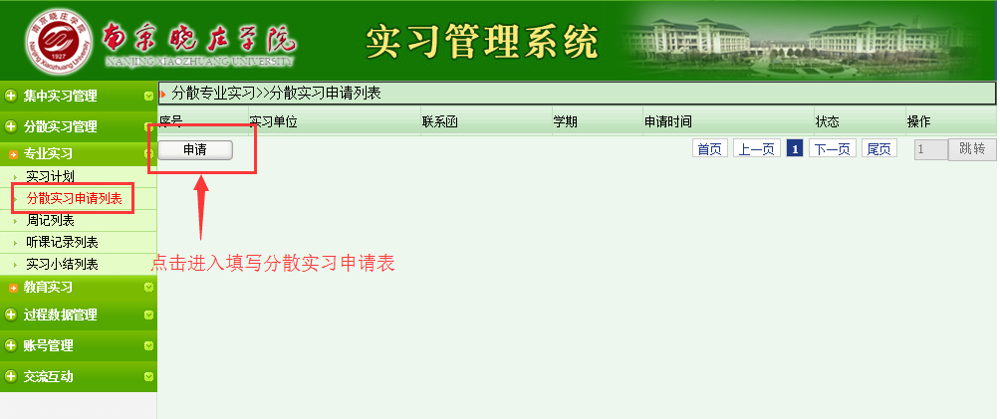 南京晓庄学院
NANJING XIAOZHUANG UNIVERSITY
1927
实习管理系统
集中实习管理
分散实习管理
专业实习
实习计划
分散实习申请列表
周记列表
听课记录列表
实习小结列表
教育实习
过程数据管理
账号管理
交流互动
分散专业实习>>分散实习申请列表
序号 实习单位 联系函 学期 申请时间 状态 操作
申请
首页 上一页 1 下一页 尾页 1 跳转
点击进入填写分散实习申请表